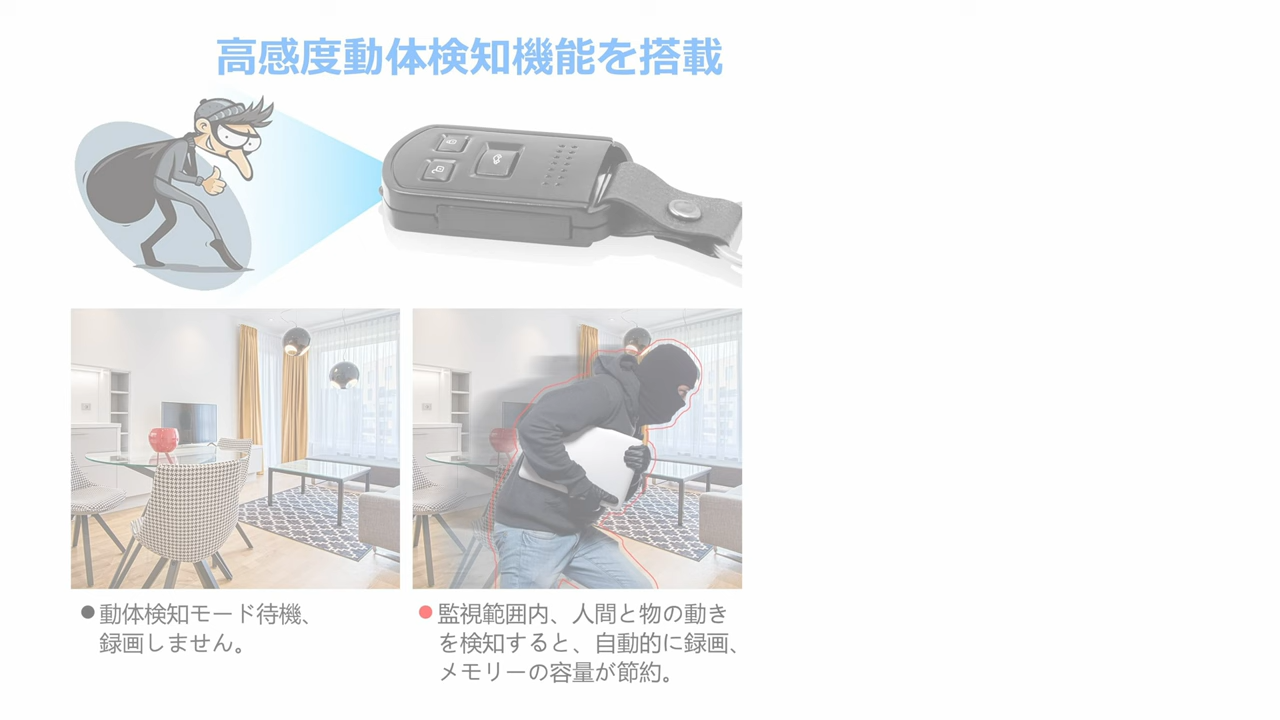 高感度動体検知機能を搭載
●動体検知モード待機、
録画しません。
●監視範囲内、人間と物の動き
を検知すると、自動的に録画、
メモリーの容量が節約。